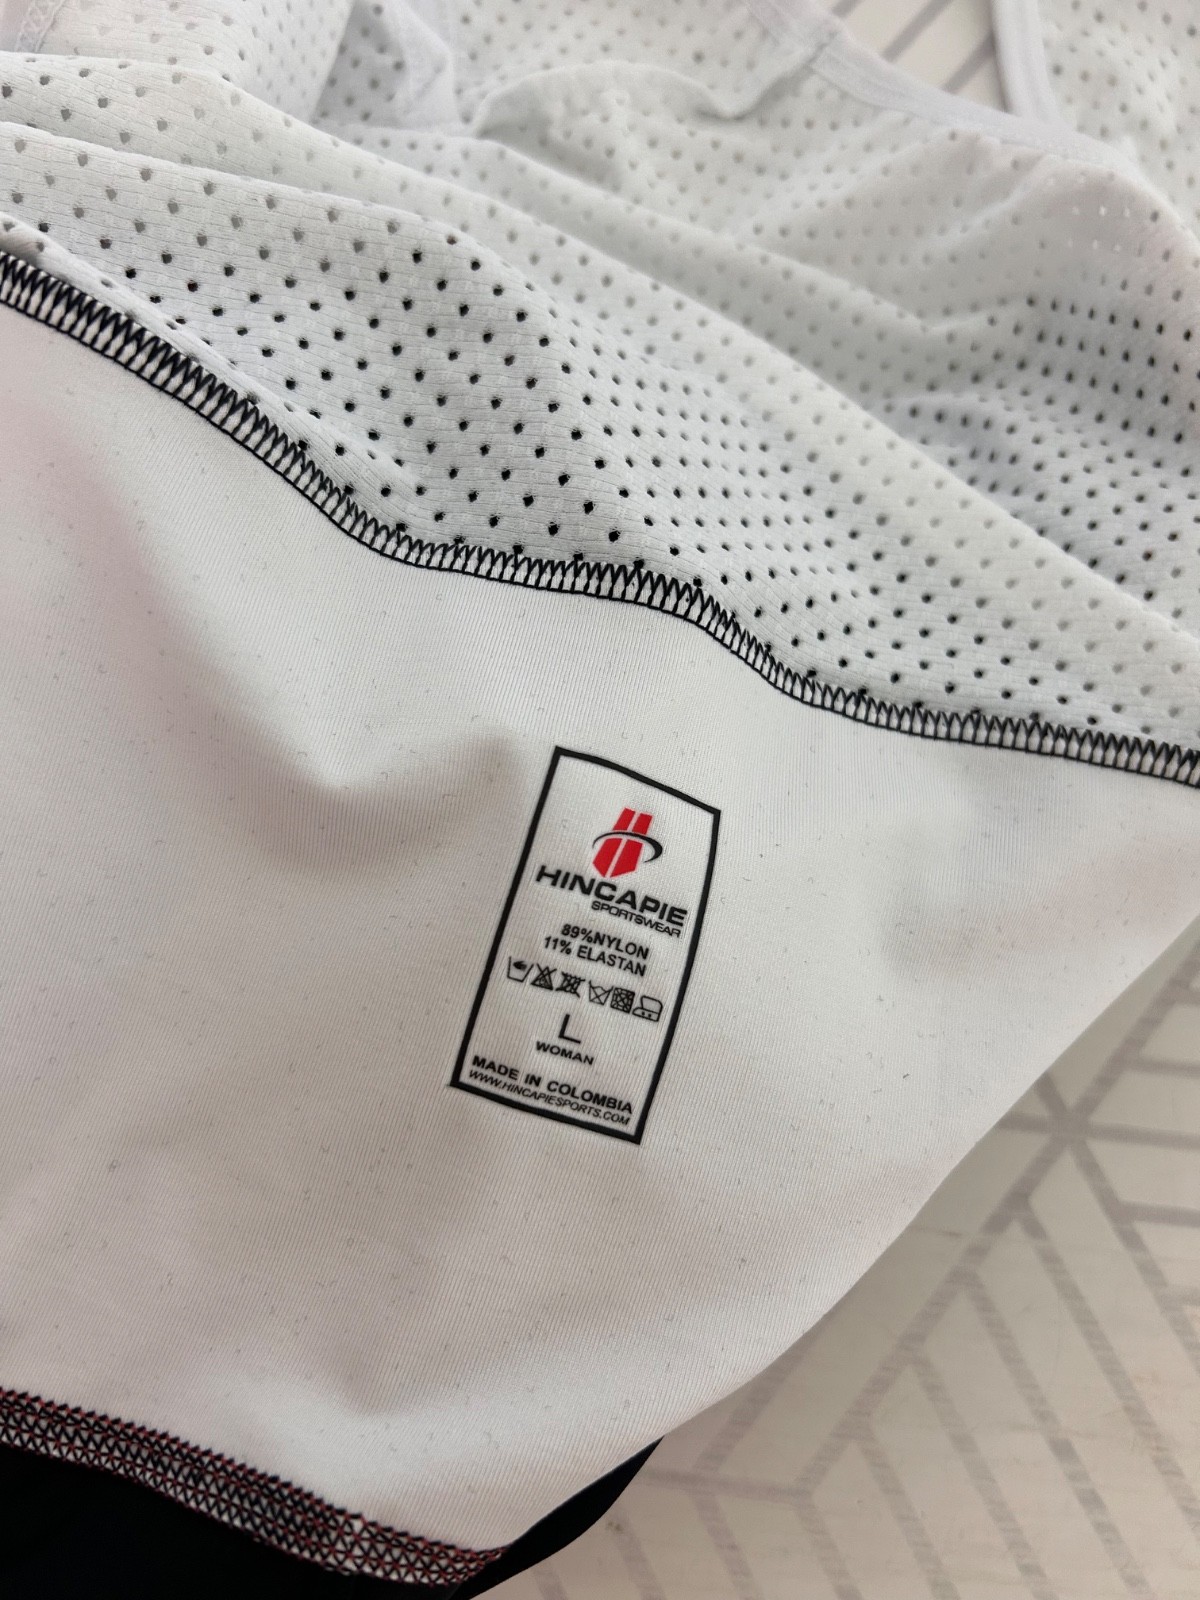 HINCAPIE
SPORTSWEAR
89%NYLON
11% ELASTAN
L
WOMAN
MADE IN COLOMBIA
WWW.HINCAPIESPORTS.COM